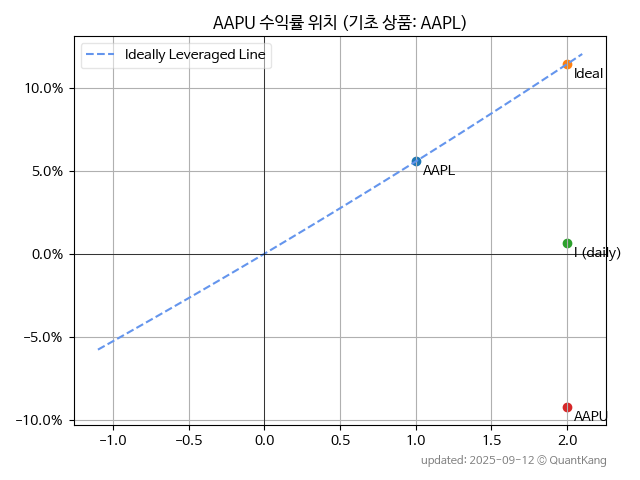 AAPU 수익률 위치 (기초 상품: AAPL)
Ideally Leveraged Line
Ideal
10.0%
AAPL
5.0%
I (daily)
0.0%
-5.0%
AAPU
-10.0%
-1.0 -0.5 0.0 0.5 1.0 1.5 2.0
updated: 2025-09-12 © QuantKang